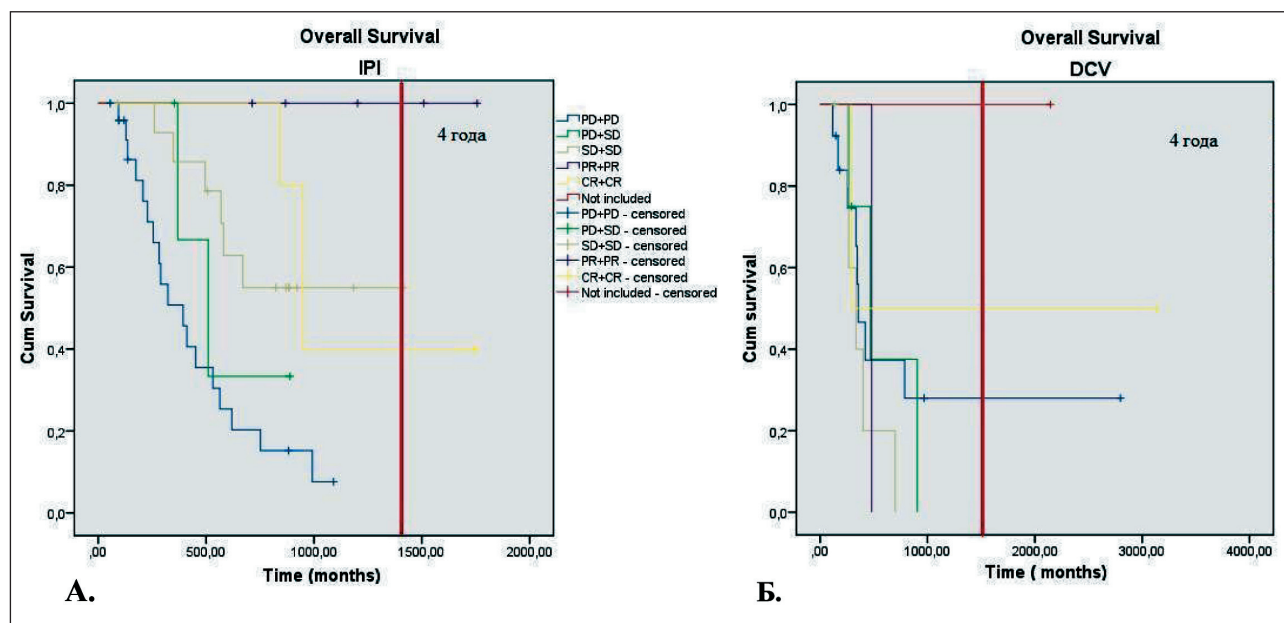 Overall Survival
IPI
1,0
0,8
0,6
0,4
0,2
0,0
Cum Survival
4 года
,00
500,00
1000,00
1500,00
2000,00
Time (months)
А.
PD+PD
PD+SD
SD+SD
PR+PR
CR+CR
Not included
PD+PD - censored
PD+SD - censored
SD+SD - censored
PR+PR - censored
CR+CR - censored
Not included - censored
Overall Survival
DCV
1,0
0,8
0,6
0,4
0,2
0,0
Cum survival
4 года
,00
1000,00
2000,00
3000,00
4000,00
Time ( months)
Б.